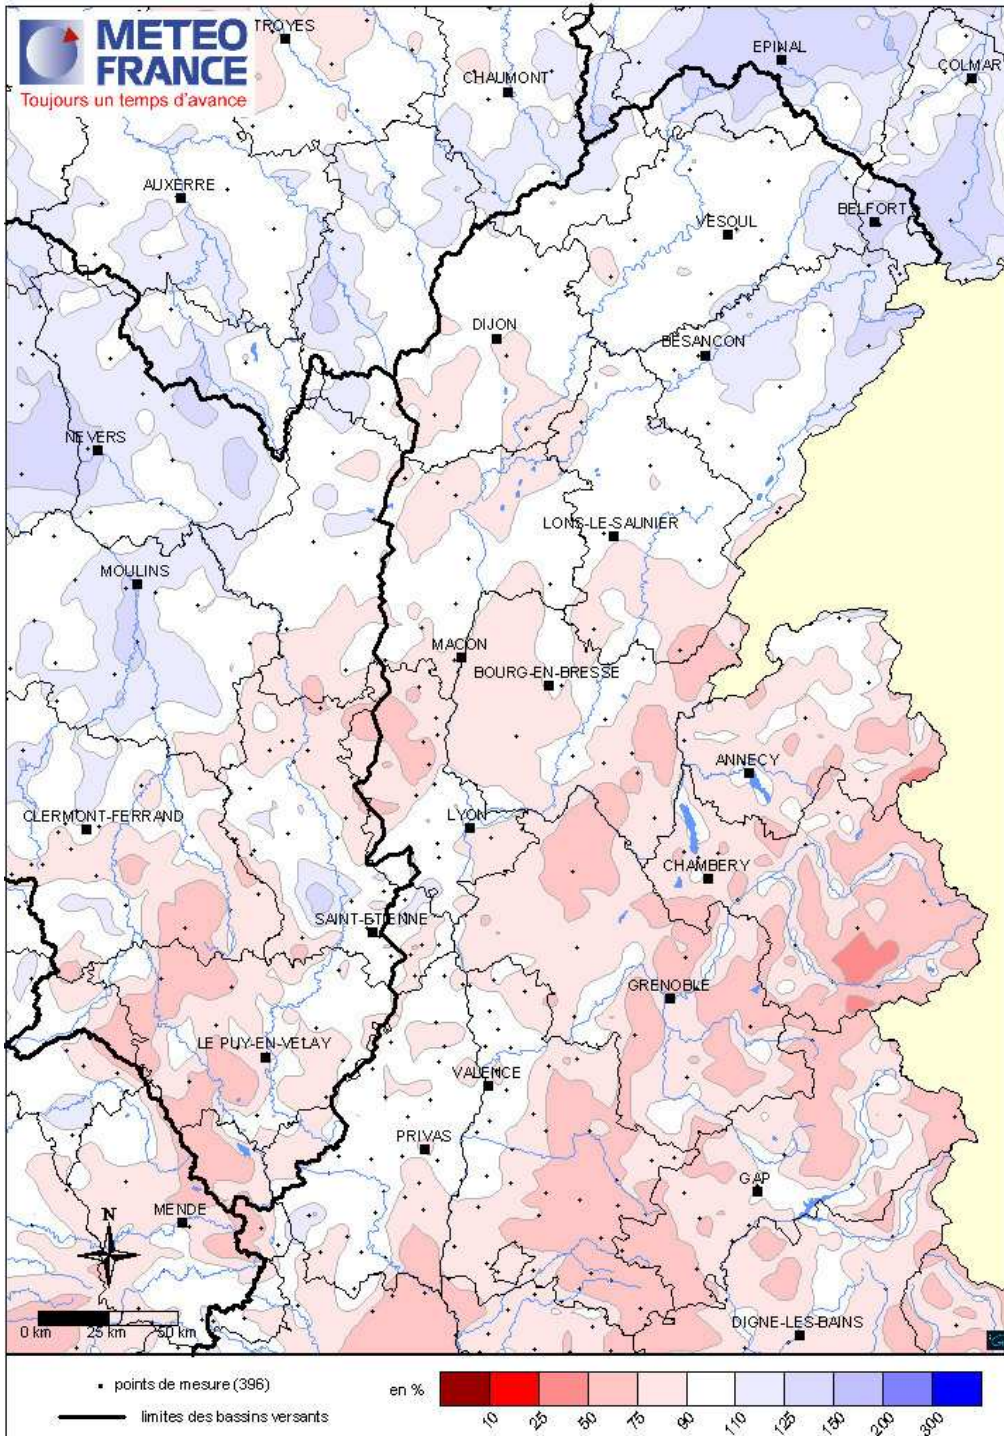 METEO
FRANCE
Toujours un temps d'avance
TROYES
EPINAL
CHAUMONT
COLMAR
AUXERRE
BELFORT
VESOUL
DIJON
BESANCON
NEVERS
LONS-LE-SAUNIER
MOULINS
MACON
BOURG-EN-BRESSE
ANNECY
CLERMONT-FERRAND
LYON
CHAMBERY
SAINT-ETIENNE
GRENOBLE
LE PUY-EN-VELAY
VALENCE
PRIVAS
GAP
MENDE
N
0 km 25 km 50 km
DIGNE-LES-BAINS
points de mesure (396)
limites des bassins versants
en %
10 25 50 75 90 110 125 150 200 300